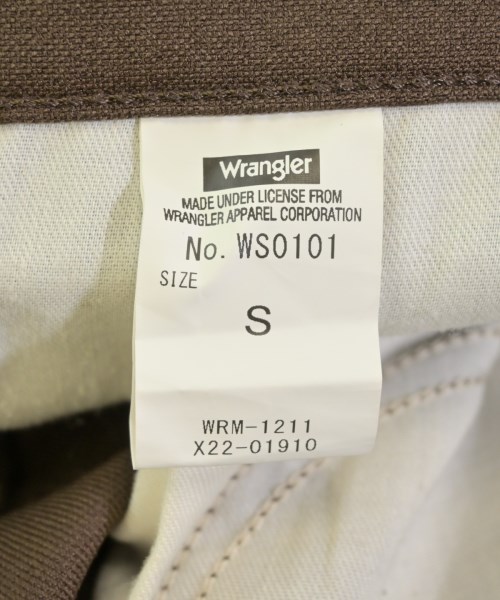 Wrangler
MADE UNDER LICENSE FROM
WRANGLER APPAREL CORPORATION
No. WS0101
SIZE
S
WRM-1211
X22-01910